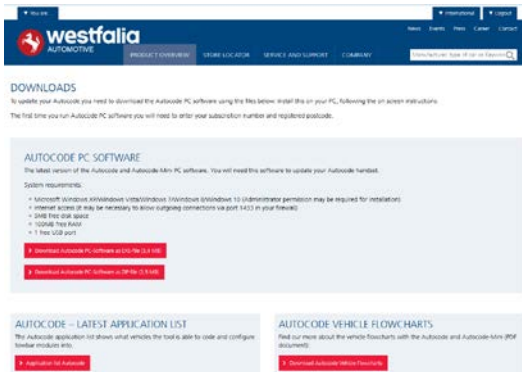 International Logout
westfalia
AUTOMOTIVE
News Events Press Career Contact
PRODUCT OVERVIEW STORE LOCATOR SERVICE AND SUPPORT COMPANY
DOWNLOADS
To update your Autocode you need to download the Autocode PC software using the files below. Install this on your PC, following the on screen instructions.
The first time you run Autocode PC software you will need to enter your subscription number and registered postcode.
AUTOCODE PC SOFTWARE
The latest version of the Autocode and Autocode Mini PC software. You will need this software to update your Autocode handset.
System requirements:
Microsoft Windows XP/Windows Vista/Windows 7/Windows 8/Windows 10 (Administrator permission may be required for installation)
Internet access (it may be necessary to allow outgoing connections via port 1433 in your firewall)
5MB free disk space
100MB free RAM
1 free USB port
Download Autocode PC-Software as
Download Autocode PC-Software as ZIP file
AUTOCODE – LATEST APPLICATION LIST
The Autocode application list shows what vehicles the tool is able to code and configure
towbar modules into.
Application list Autocode
AUTOCODE VEHICLE FLOWCHARTS
Find out more about the vehicle flowcharts with the Autocode and Autocode-Mini (PDF
document):
Download Autocode Vehicle Flowcharts